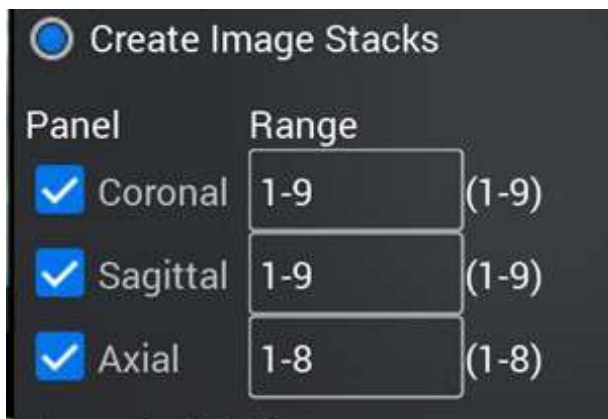 Create Image Stacks
Panel Range
Coronal 1-9 (1-9)
Sagittal 1-9 (1-9)
Axial 1-8 (1-8)